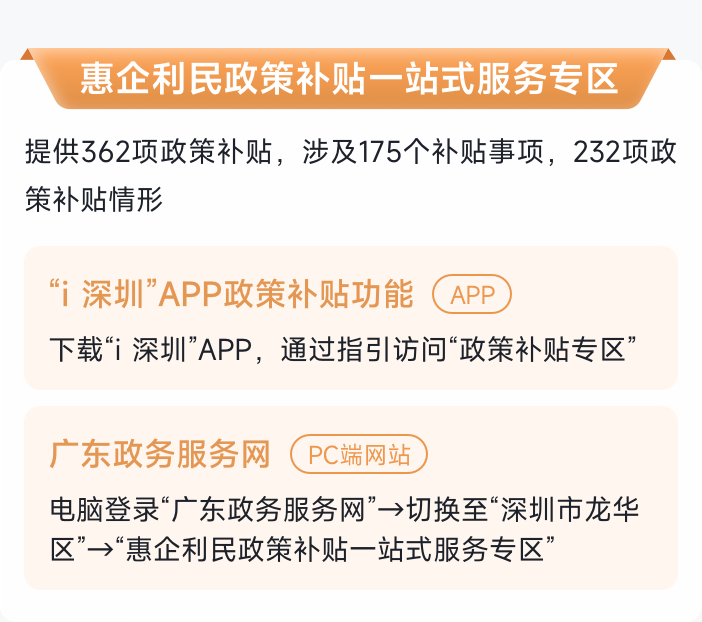 惠企利民政策补贴一站式服务专区
提供362项政策补贴，涉及175个补贴事项，232项政
策补贴情形
“i 深圳”APP政策补贴功能 APP
下载“i 深圳”APP，通过指引访问“政策补贴专区”
广东政务服务网 PC端网站
电脑登录“广东政务服务网”→切换至“深圳市龙华
区”→“惠企利民政策补贴一站式服务专区”